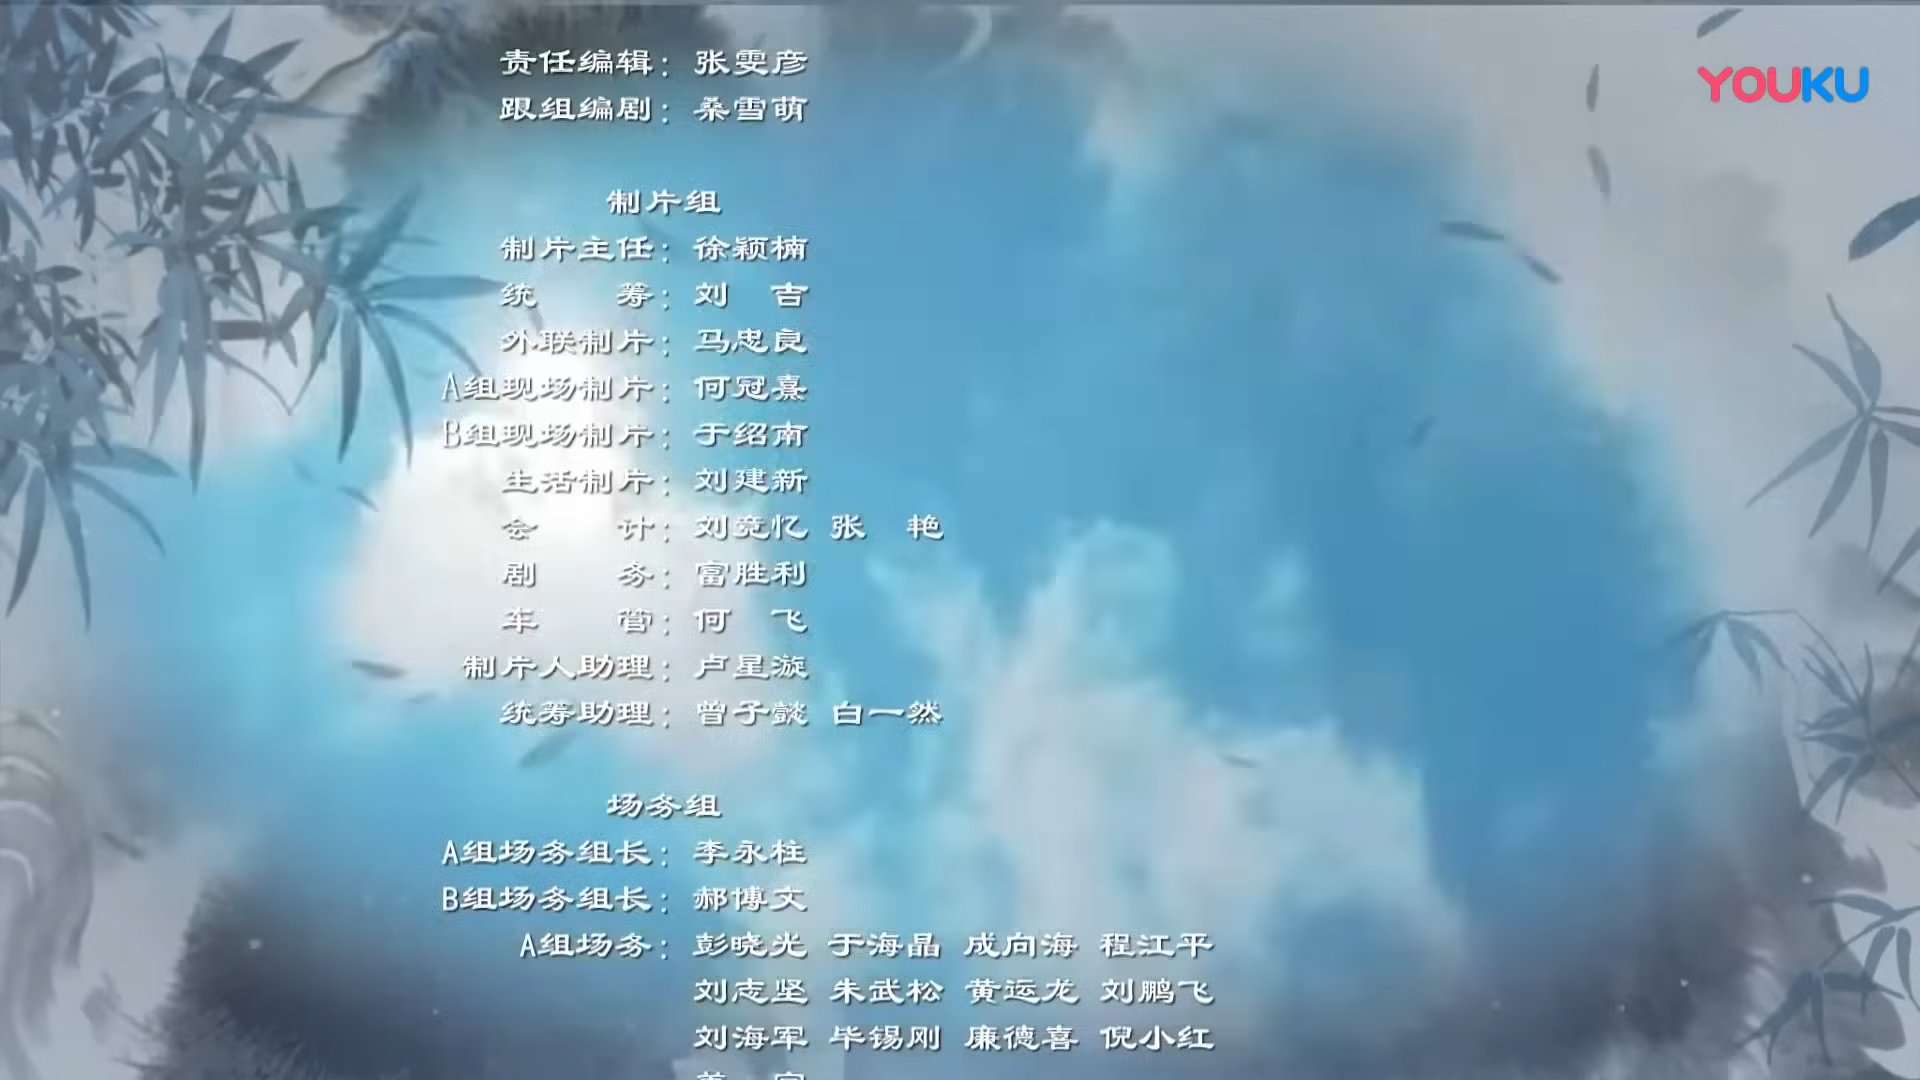 YOUKU
责任编辑：张雯彦
跟组编剧：桑雪萌
制片组
制片主任：徐颖楠
统　　筹：刘　吉
外联制片：马忠良
A组现场制片：何冠熹
B组现场制片：于绍南
生活制片：刘建新
会　　计：刘竞忆 张　艳
剧　　务：富胜利
车　　管：何　飞
制片人助理：卢星漩
统筹助理：曾子懿 白一然
场务组
A组场务组长：李永柱
B组场务组长：郝博文
A组场务：彭晓光 于海晶 成向海 程江平
刘志坚 朱武松 黄运龙 刘鹏飞
刘海军 毕锡刚 廉德喜 倪小红